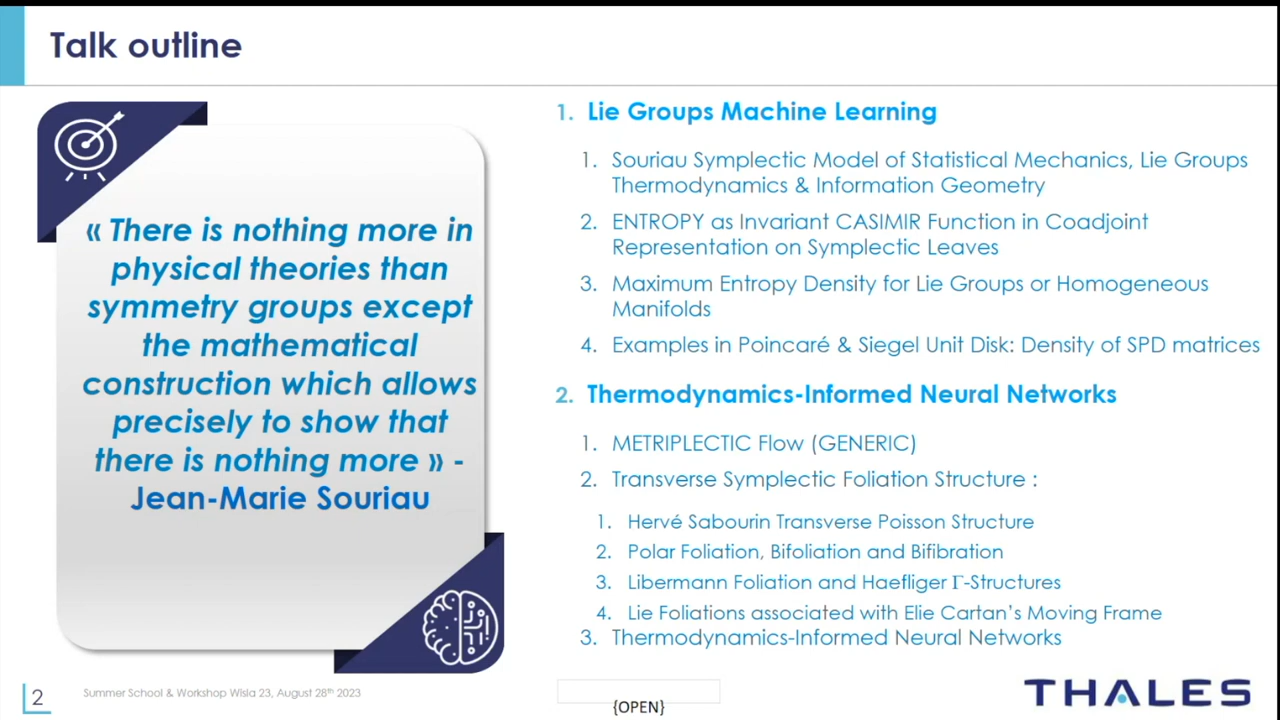 Talk outline
« There is nothing more in
physical theories than
symmetry groups except
the mathematical
construction which allows
precisely to show that
there is nothing more » -
Jean-Marie Souriau
1. Lie Groups Machine Learning
1. Souriau Symplectic Model of Statistical Mechanics, Lie Groups
Thermodynamics & Information Geometry
2. ENTROPY as Invariant CASIMIR Function in Coadjoint
Representation on Symplectic Leaves
3. Maximum Entropy Density for Lie Groups or Homogeneous
Manifolds
4. Examples in Poincaré & Siegel Unit Disk: Density of SPD matrices
2. Thermodynamics-Informed Neural Networks
1. METRIPLECTIC Flow (GENERIC)
2. Transverse Symplectic Foliation Structure :
1. Hervé Sabourin Transverse Poisson Structure
2. Polar Foliation, Bifoliation and Bifibration
3. Libermann Foliation and Haefliger Γ-Structures
4. Lie Foliations associated with Elie Cartan's Moving Frame
3. Thermodynamics-Informed Neural Networks
2
Summer School & Workshop Wisla 23, August 28th 2023
{OPEN}
THALES